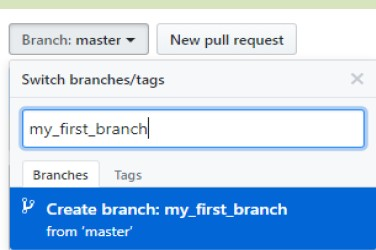 Branch: master New pull request
Switch branches/tags
my_first_branch
Branches Tags
Create branch: my_first_branch
from 'master'